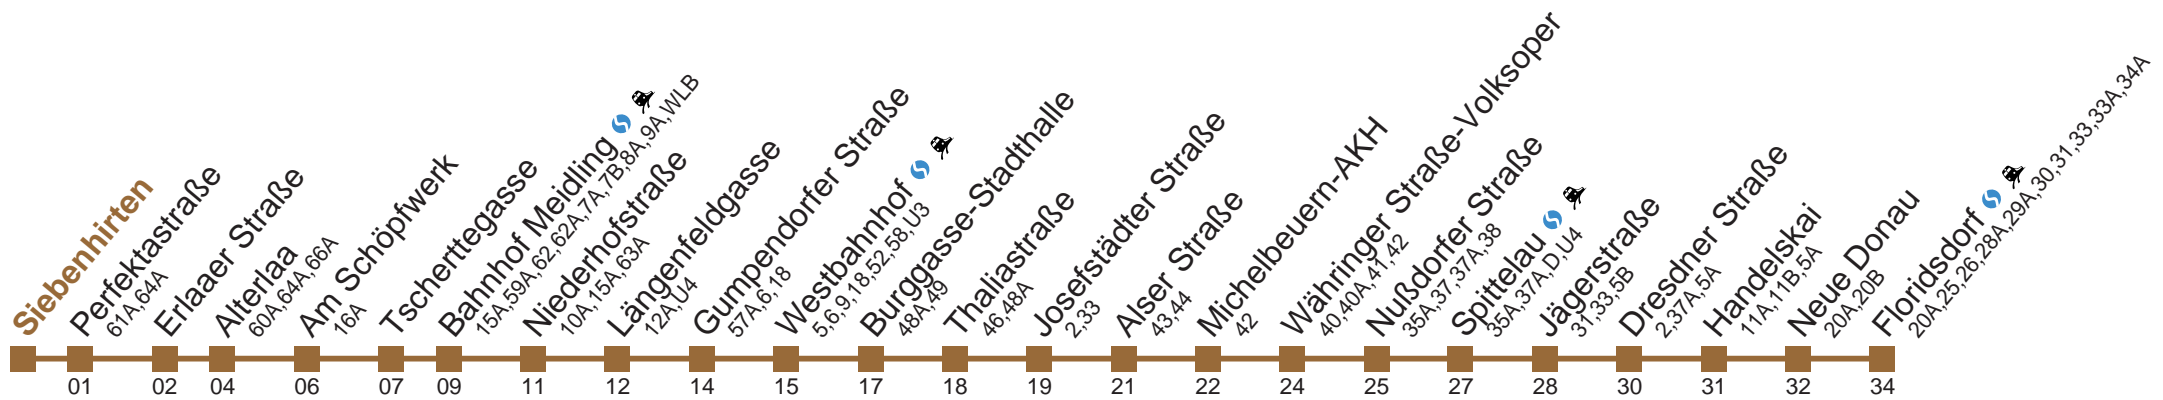 Siebenhirten
Perfektastraße
61A,64A
Erlaaer Straße
Alterlaa
60A,64A,66A
Am Schöpfwerk
16A
Tscherttegasse
Bahnhof Meidling
15A,59A,62,62A,7A,7B,8A,9A,WLB
Niederhofstraße
10A,15A,63A
Längenfeldgasse
12A,U4
Gumpendorfer Straße
57A,6,18
Westbahnhof
5,6,9,18,52,58,U3
Burggasse-Stadthalle
48A,49
Thaliastraße
46,48A
Josefstädter Straße
2,33
Alser Straße
43,44
Michelbeuern-AKH
42
Währinger Straße-Volksoper
40,40A,41,42
Nußdorfer Straße
35A,37,37A,38
Spittelau
35A,37A,D,U4
Jägerstraße
31,33,5B
Dresdner Straße
2,37A,5A
Handelskai
11A,11B,5A
Neue Donau
20A,20B
Floridsdorf
20A,25,26,28A,29A,30,31,33,33A,34A
01 02 04 06 07 09 11 12 14 15 17 18 19 21 22 24 25 27 28 30 31 32 34